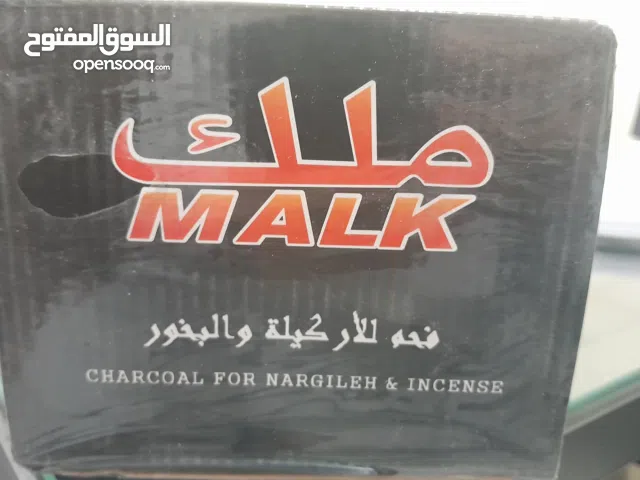 السوق المفتوح
opensooq.com
ملك
MALK
فحم للأركيلة والبخور
CHARCOAL FOR NARGILEH & INCENSE